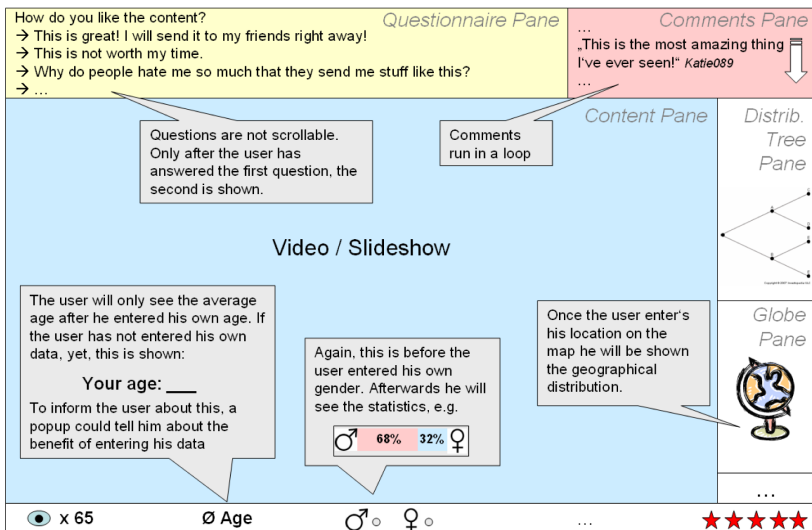 How do you like the content?
→ This is great! I will send it to my friends right away!
→ This is not worth my time.
→ Why do people hate me so much that they send me stuff like this?
→ ...
Questionnaire Pane
Comments Pane
...
„This is the most amazing thing
I've ever seen!“ Katie089
...
Questions are not scrollable.
Only after the user has
answered the first question, the
second is shown.
Comments
run in a loop
Content Pane
Distrib.
Tree
Pane
Video / Slideshow
The user will only see the average
age after he entered his own age. If
the user has not entered his own
data, yet, this is shown:
Your age: ___
To inform the user about this, a
popup could tell him about the
benefit of entering his data
Again, this is before the
user entered his own
gender. Afterwards he will
see the statistics, e.g.
♂ 68% 32% ♀
Once the user enter's
his location on the
map he will be shown
the geographical
distribution.
Globe
Pane
...
x 65
Ø Age
♂ ♀
...